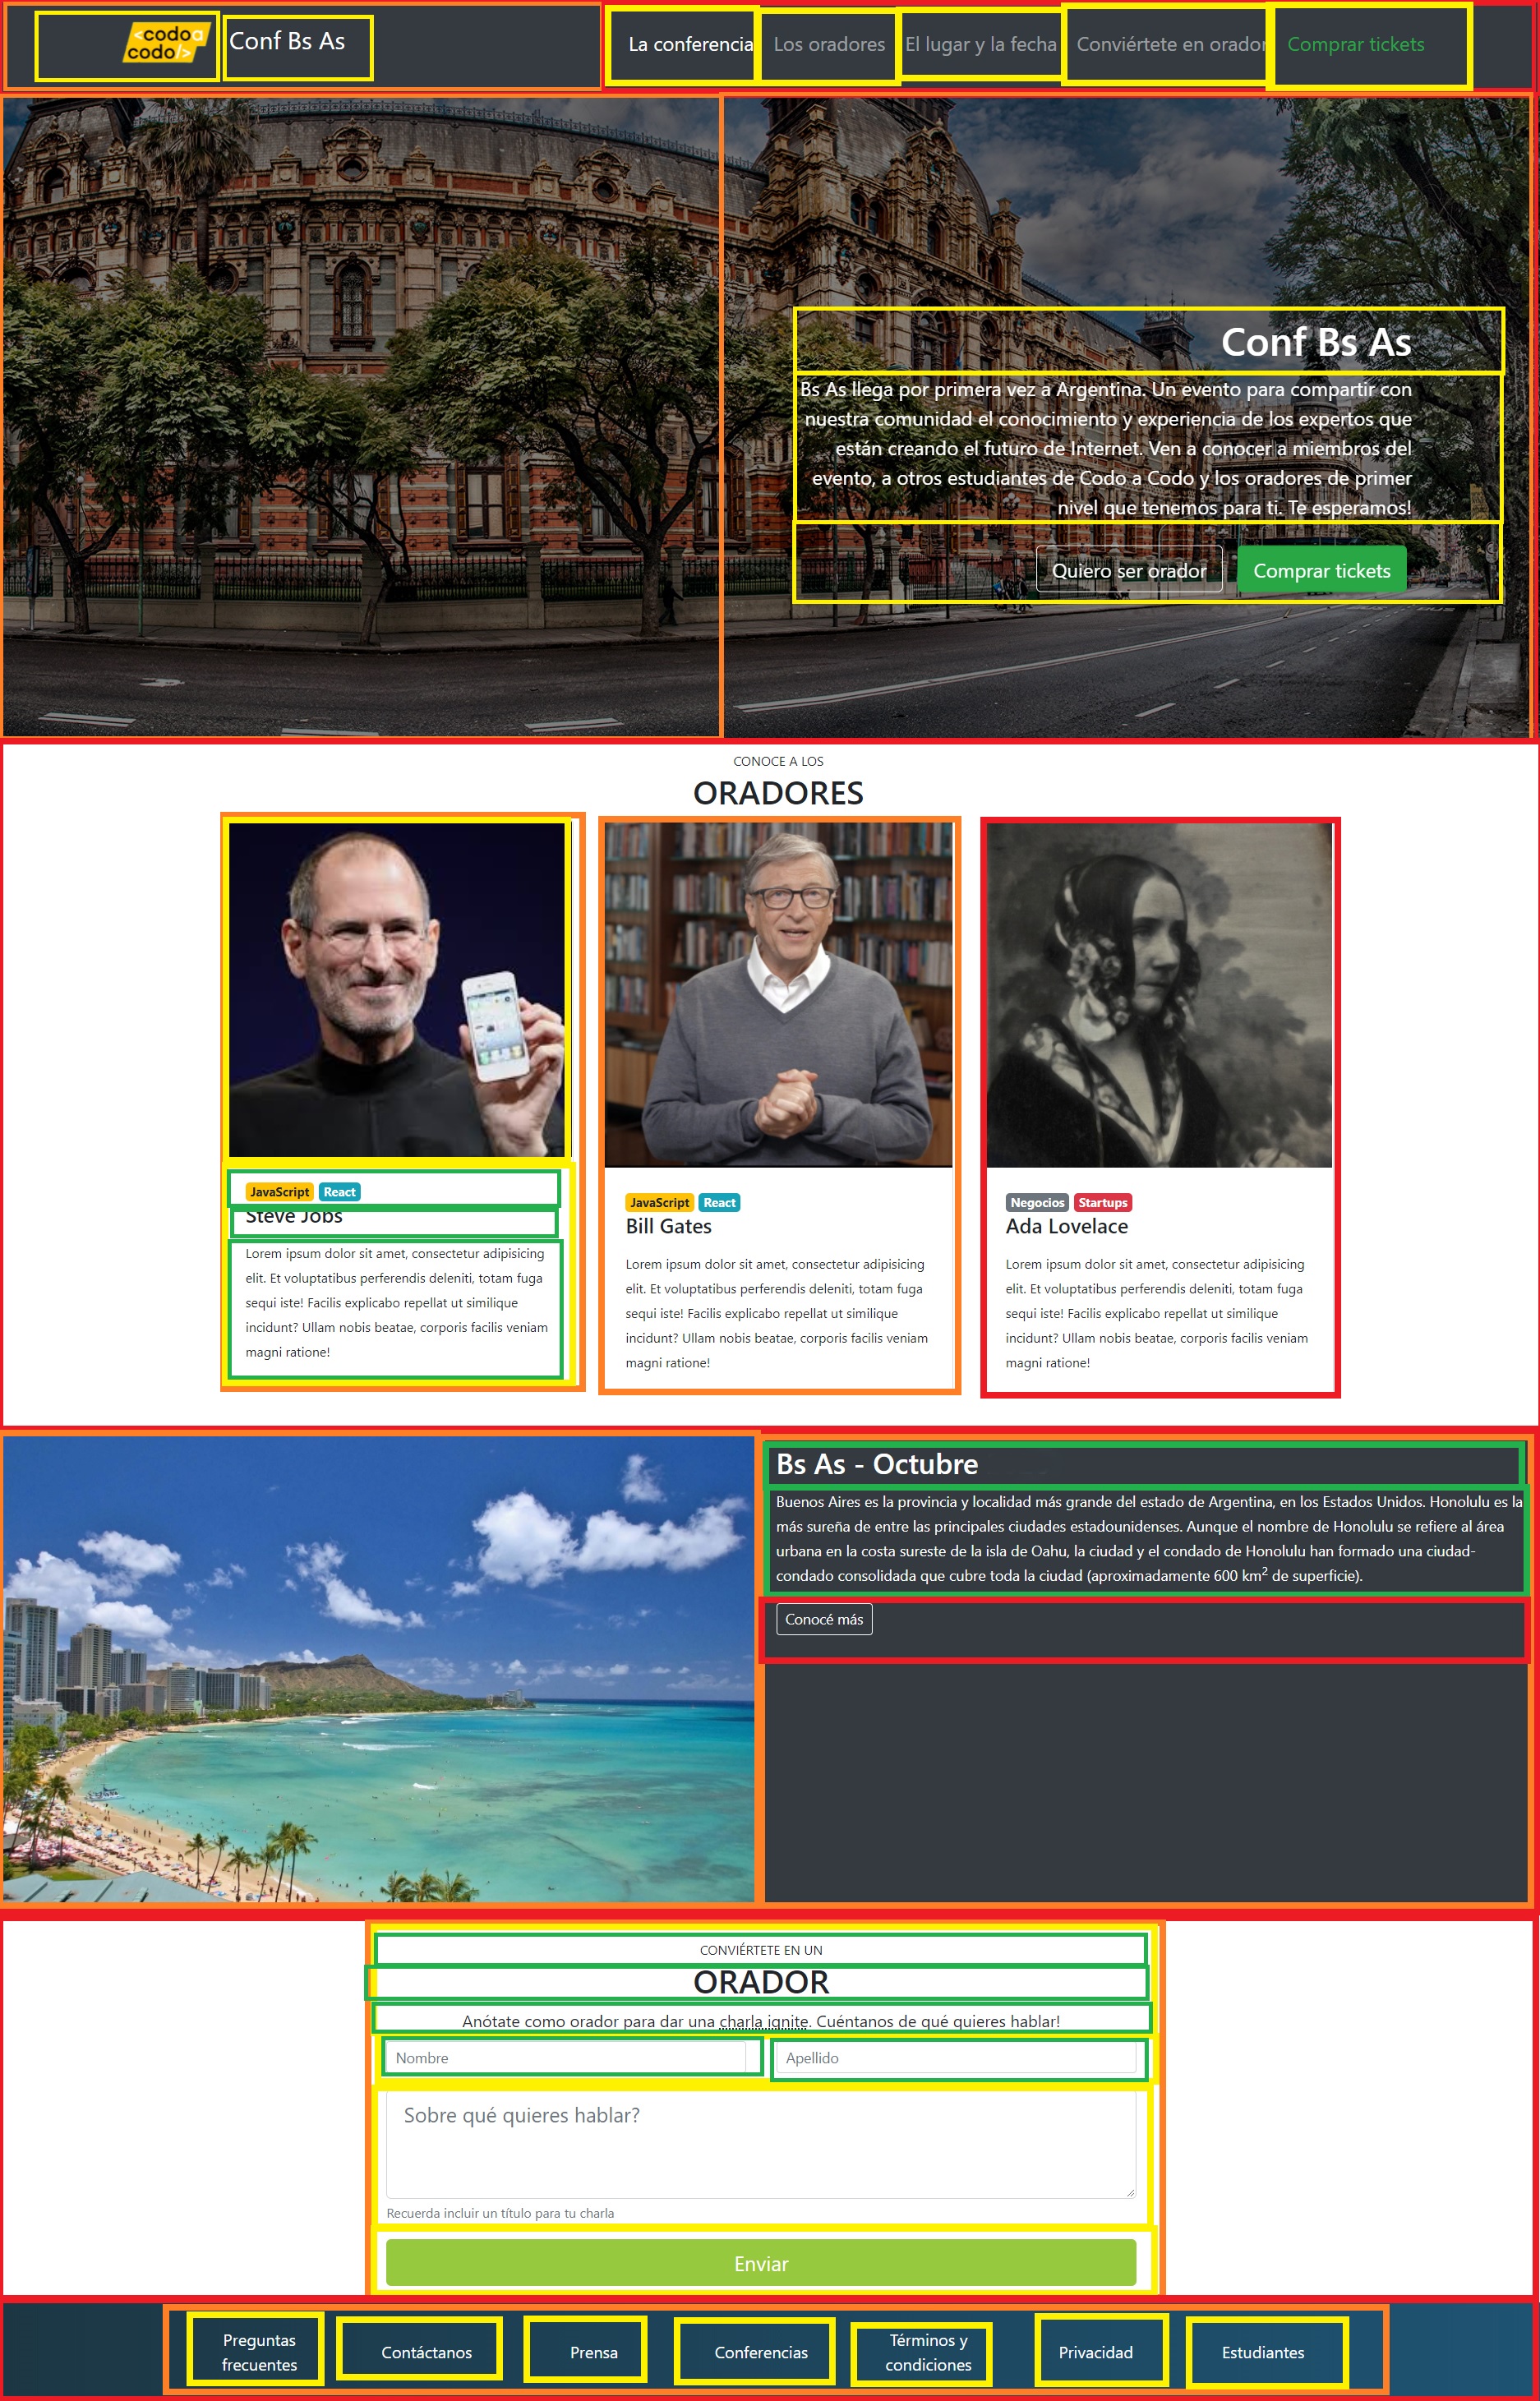 <codo a
codo/>
Conf Bs As
La conferencia
Los oradores
El lugar y la fecha
Conviértete en orador
Comprar tickets
Conf Bs As
Bs As llega por primera vez a Argentina. Un evento para compartir con
nuestra comunidad el conocimiento y experiencia de los expertos que
están creando el futuro de Internet. Ven a conocer a miembros del
evento, a otros estudiantes de Codo a Codo y los oradores de primer
nivel que tenemos para ti. Te esperamos!
Quiero ser orador
Comprar tickets
CONOCE A LOS
ORADORES
JavaScript React
Steve Jobs
Lorem ipsum dolor sit amet, consectetur adipisicing
elit. Et voluptatibus perferendis deleniti, totam fuga
sequi iste! Facilis explicabo repellat ut similique
incidunt? Ullam nobis beatae, corporis facilis veniam
magni ratione!
JavaScript React
Bill Gates
Lorem ipsum dolor sit amet, consectetur adipisicing
elit. Et voluptatibus perferendis deleniti, totam fuga
sequi iste! Facilis explicabo repellat ut similique
incidunt? Ullam nobis beatae, corporis facilis veniam
magni ratione!
Negocios Startups
Ada Lovelace
Lorem ipsum dolor sit amet, consectetur adipisicing
elit. Et voluptatibus perferendis deleniti, totam fuga
sequi iste! Facilis explicabo repellat ut similique
incidunt? Ullam nobis beatae, corporis facilis veniam
magni ratione!
Bs As - Octubre
Buenos Aires es la provincia y localidad más grande del estado de Argentina, en los Estados Unidos. Honolulu es la
más sureña de entre las principales ciudades estadounidenses. Aunque el nombre de Honolulu se refiere al área
urbana en la costa sureste de la isla de Oahu, la ciudad y el condado de Honolulu han formado una ciudad-
condado consolidada que cubre toda la ciudad (aproximadamente 600 km² de superficie).
Conocé más
CONVIÉRTETE EN UN
ORADOR
Anótate como orador para dar una charla ignite. Cuéntanos de qué quieres hablar!
Nombre
Apellido
Sobre qué quieres hablar?
Recuerda incluir un título para tu charla
Enviar
Preguntas
frecuentes
Contáctanos
Prensa
Conferencias
Términos y
condiciones
Privacidad
Estudiantes